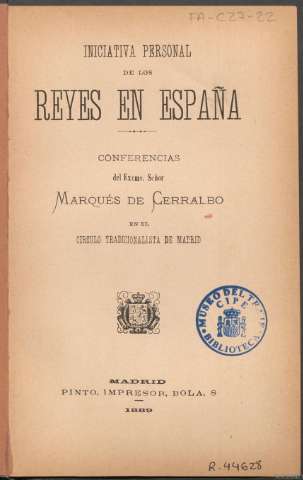 FA-C27-22
INICIATIVA PERSONAL
DE LOS
REYES EN ESPAÑA
CONFERENCIAS
del Excmo. Señor
MARQUÉS DE CERRALBO
EN EL
CÍRCULO TRADICIONALISTA DE MADRID
MUSEO DEL
CIPE
BIBLIOTECA
MADRID
PINTO, IMPRESOR, BOLA, 8
1889
R.44628